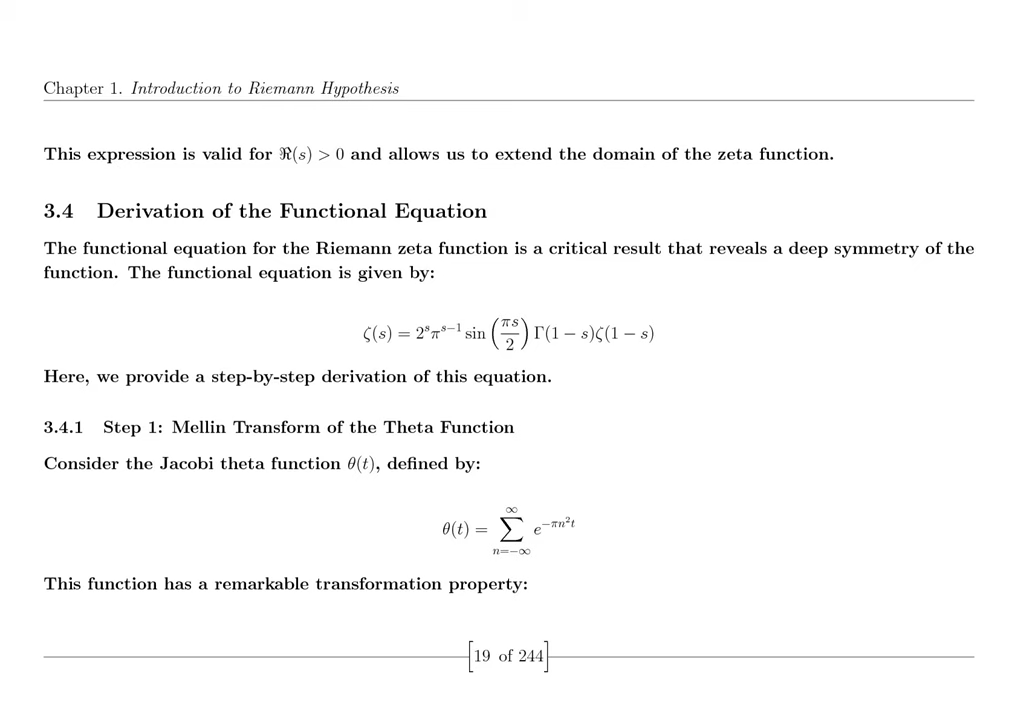 Chapter 1. Introduction to Riemann Hypothesis
This expression is valid for ℜ(s) > 0 and allows us to extend the domain of the zeta function.
3.4 Derivation of the Functional Equation
The functional equation for the Riemann zeta function is a critical result that reveals a deep symmetry of the
function. The functional equation is given by:
ζ(s) = 2^s π^{s−1} sin (πs/2) Γ(1 − s)ζ(1 − s)
Here, we provide a step-by-step derivation of this equation.
3.4.1 Step 1: Mellin Transform of the Theta Function
Consider the Jacobi theta function θ(t), defined by:
θ(t) = ∑_{n=−∞}^{∞} e^{−πn²t}
This function has a remarkable transformation property:
[19 of 244]